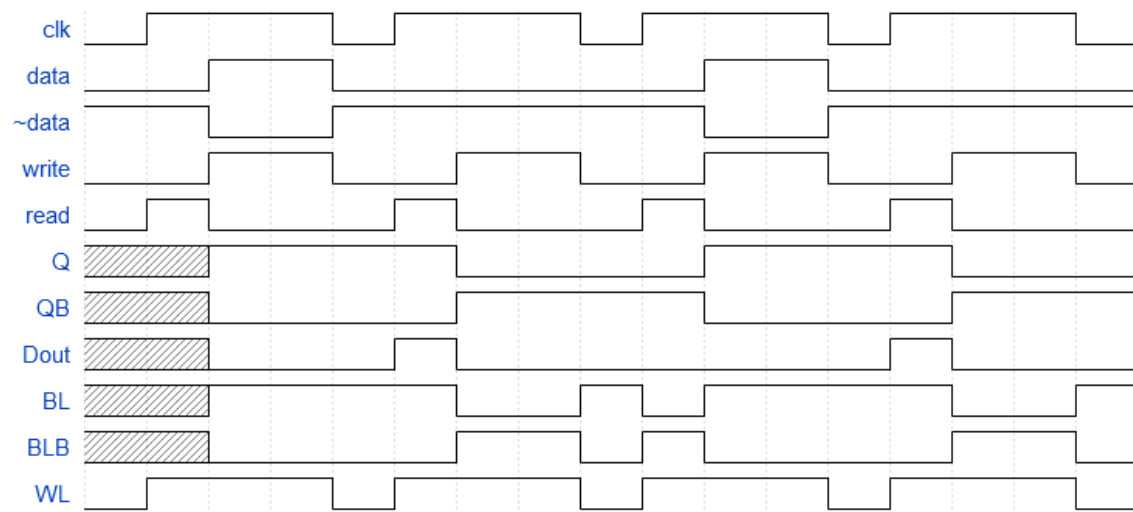 clk
data
~data
write
read
Q
QB
Dout
BL
BLB
WL